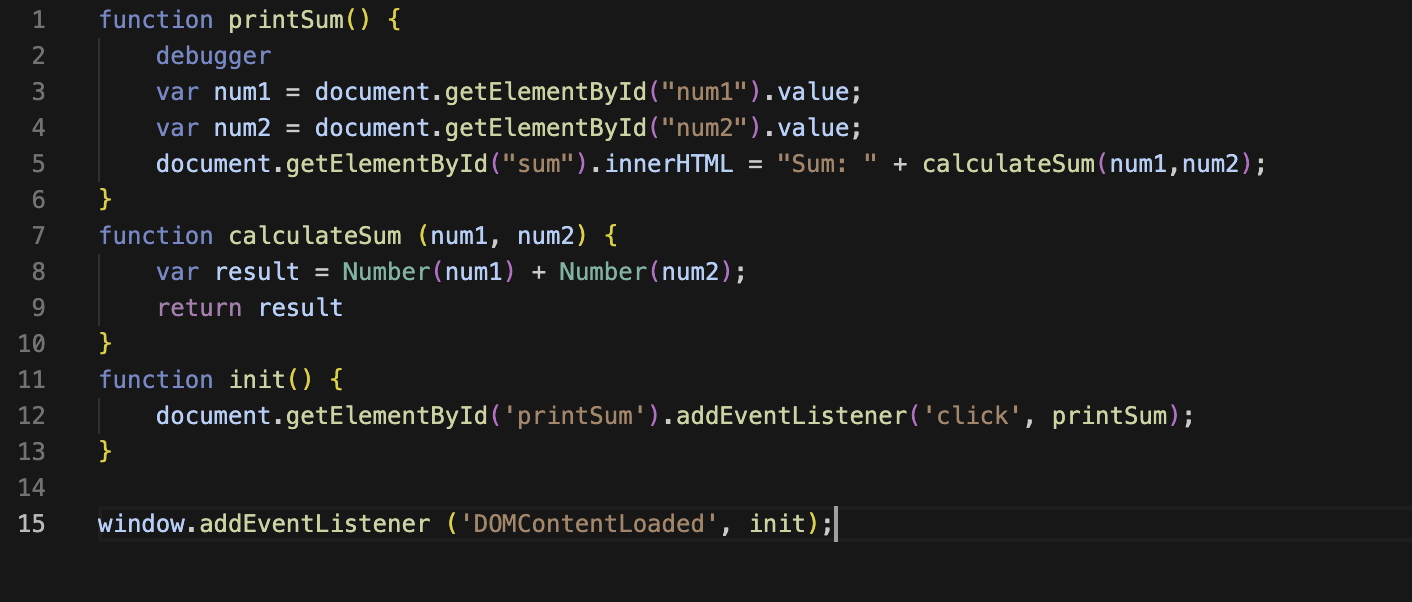 1 function printSum() {
2 debugger
3 var num1 = document.getElementById("num1").value;
4 var num2 = document.getElementById("num2").value;
5 document.getElementById("sum").innerHTML = "Sum: " + calculateSum(num1,num2);
6 }
7 function calculateSum (num1, num2) {
8 var result = Number(num1) + Number(num2);
9 return result
10 }
11 function init() {
12 document.getElementById('printSum').addEventListener('click', printSum);
13 }
14
15 window.addEventListener ('DOMContentLoaded', init);